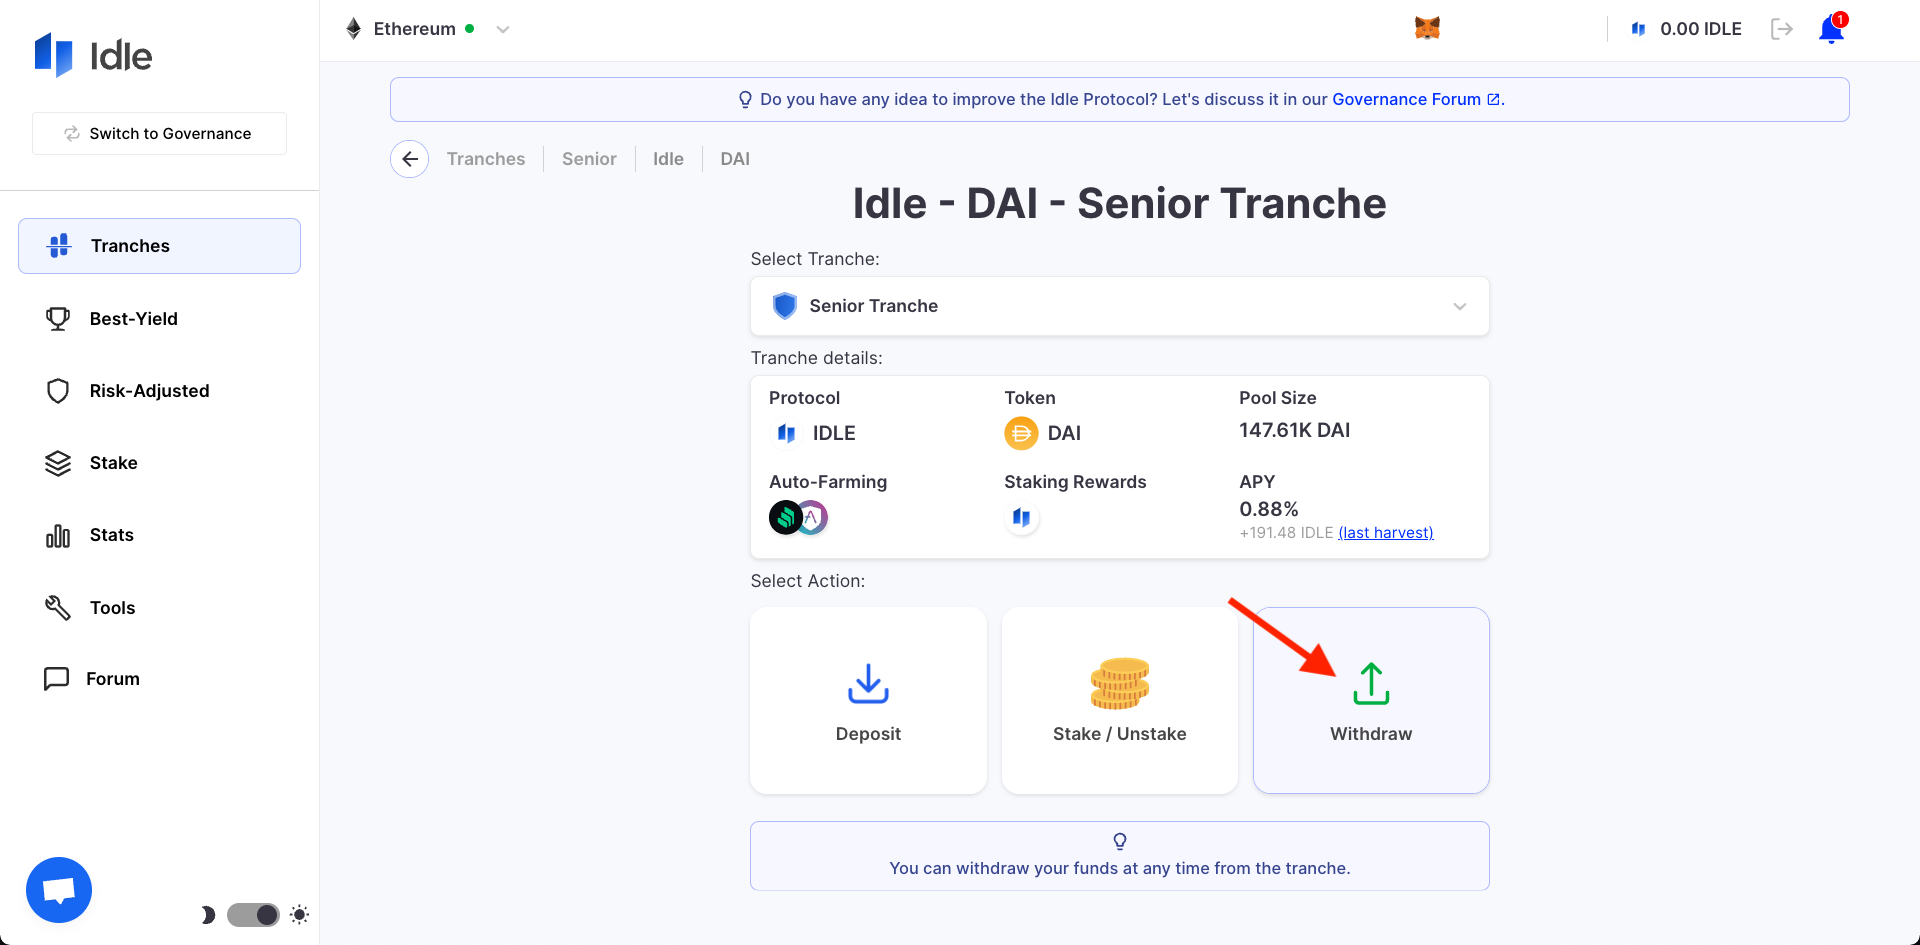 Idle
Switch to Governance
Tranches
Best-Yield
Risk-Adjusted
Stake
Stats
Tools
Forum
Ethereum
0.00 IDLE
1
Do you have any idea to improve the Idle Protocol? Let's discuss it in our Governance Forum.
Tranches Senior Idle DAI
Idle - DAI - Senior Tranche
Select Tranche:
Senior Tranche
Tranche details:
Protocol Token Pool Size
IDLE DAI 147.61K DAI
Auto-Farming Staking Rewards APY
0.88%
+191.48 IDLE (last harvest)
Select Action:
Deposit Stake / Unstake Withdraw
You can withdraw your funds at any time from the tranche.